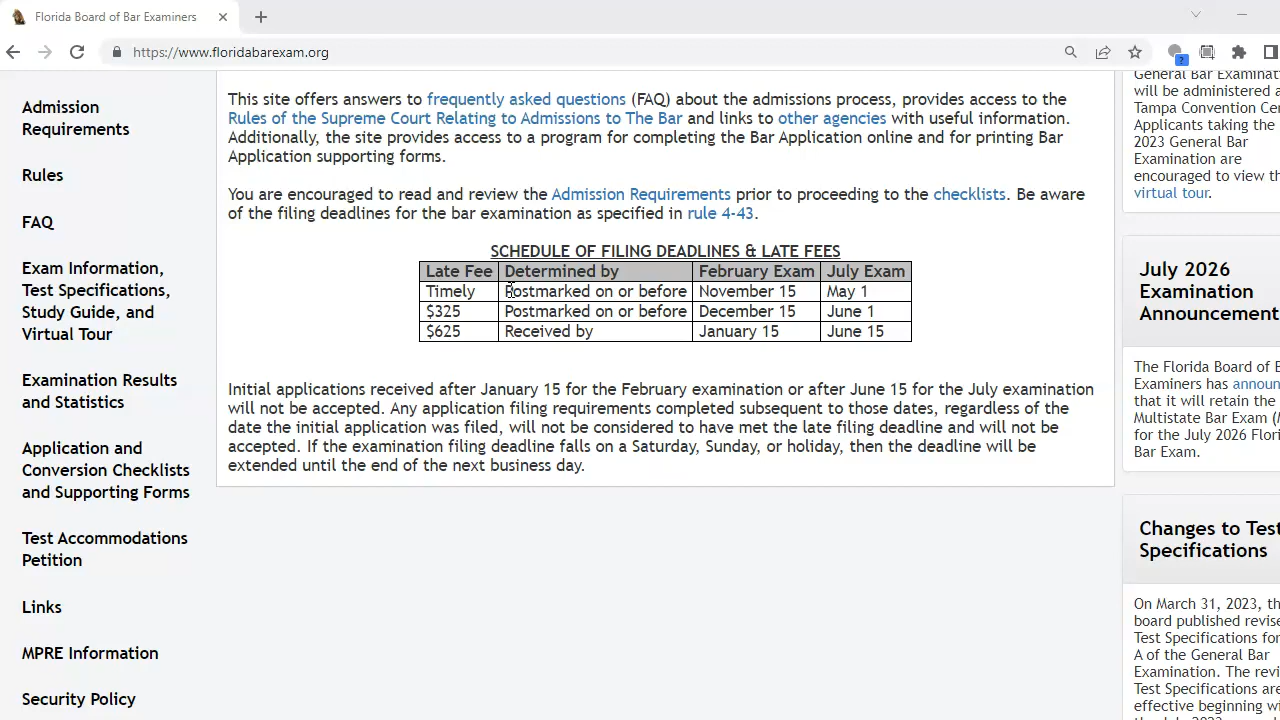 Florida Board of Bar Examiners
https://www.floridabarexam.org
Admission
Requirements
Rules
FAQ
Exam Information,
Test Specifications,
Study Guide, and
Virtual Tour
Examination Results
and Statistics
Application and
Conversion Checklists
and Supporting Forms
Test Accommodations
Petition
Links
MPRE Information
Security Policy
This site offers answers to frequently asked questions (FAQ) about the admissions process, provides access to the
Rules of the Supreme Court Relating to Admissions to The Bar and links to other agencies with useful information.
Additionally, the site provides access to a program for completing the Bar Application online and for printing Bar
Application supporting forms.
You are encouraged to read and review the Admission Requirements prior to proceeding to the checklists. Be aware
of the filing deadlines for the bar examination as specified in rule 4-43.
SCHEDULE OF FILING DEADLINES & LATE FEES
Late Fee Determined by February Exam July Exam
Timely Postmarked on or before November 15 May 1
$325 Postmarked on or before December 15 June 1
$625 Received by January 15 June 15
Initial applications received after January 15 for the February examination or after June 15 for the July examination
will not be accepted. Any application filing requirements completed subsequent to those dates, regardless of the
date the initial application was filed, will not be considered to have met the late filing deadline and will not be
accepted. If the examination filing deadline falls on a Saturday, Sunday, or holiday, then the deadline will be
extended until the end of the next business day.
General Bar Examinati
will be administered a
Tampa Convention Ce
Applicants taking the
2023 General Bar
Examination are
encouraged to view th
virtual tour.
July 2026
Examination
Announcement
The Florida Board of B
Examiners has announ
that it will retain the
Multistate Bar Exam (M
for the July 2026 Flori
Bar Exam.
Changes to Test
Specifications
On March 31, 2023, th
board published revise
Test Specifications for
A of the General Bar
Examination. The revi
Test Specifications are
effective beginning wi